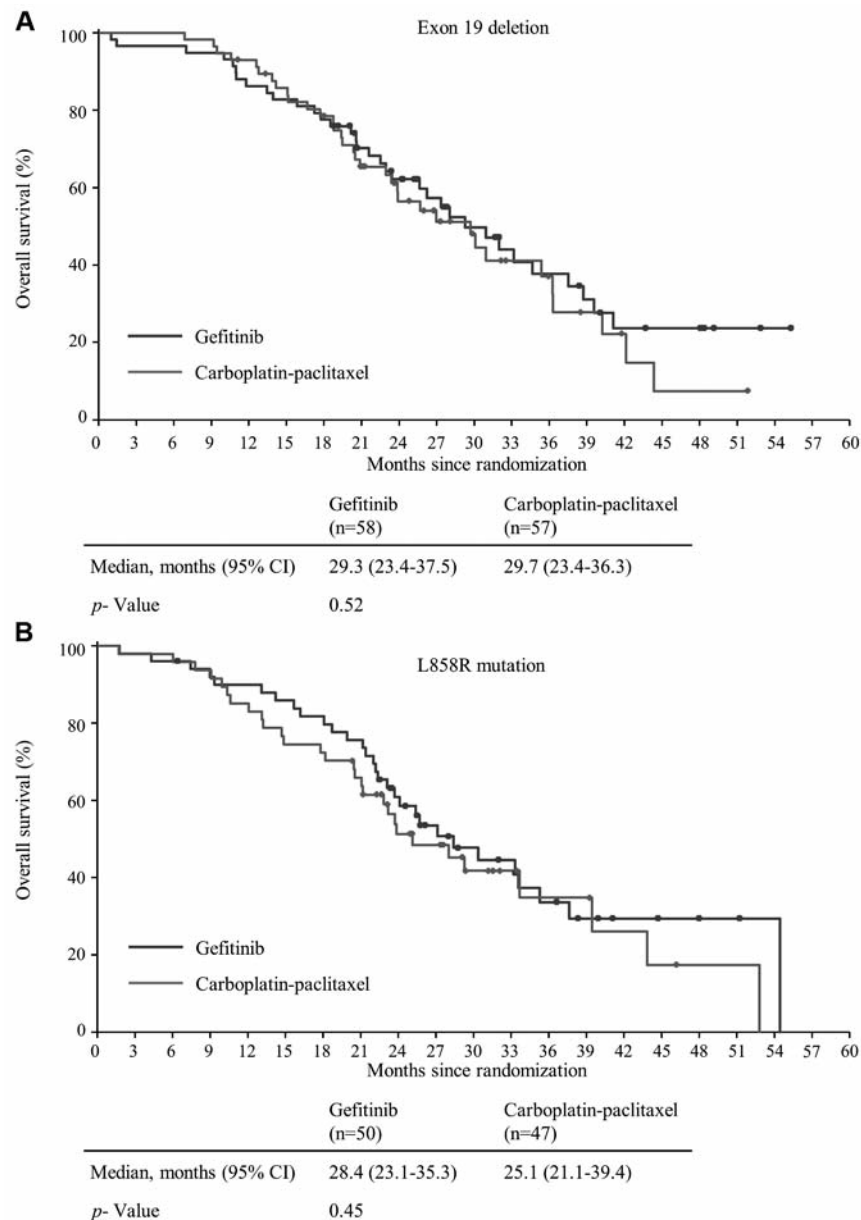 A
Exon 19 deletion
100
80
60
40
20
0
Overall survival (%)
Gefitinib
Carboplatin-paclitaxel
0 3 6 9 12 15 18 21 24 27 30 33 36 39 42 45 48 51 54 57 60
Months since randomization
Gefitinib Carboplatin-paclitaxel
(n=58) (n=57)
Median, months (95% CI) 29.3 (23.4-37.5) 29.7 (23.4-36.3)
p- Value 0.52
B
L858R mutation
100
80
60
40
20
0
Overall survival (%)
Gefitinib
Carboplatin-paclitaxel
0 3 6 9 12 15 18 21 24 27 30 33 36 39 42 45 48 51 54 57 60
Months since randomization
Gefitinib Carboplatin-paclitaxel
(n=50) (n=47)
Median, months (95% CI) 28.4 (23.1-35.3) 25.1 (21.1-39.4)
p- Value 0.45